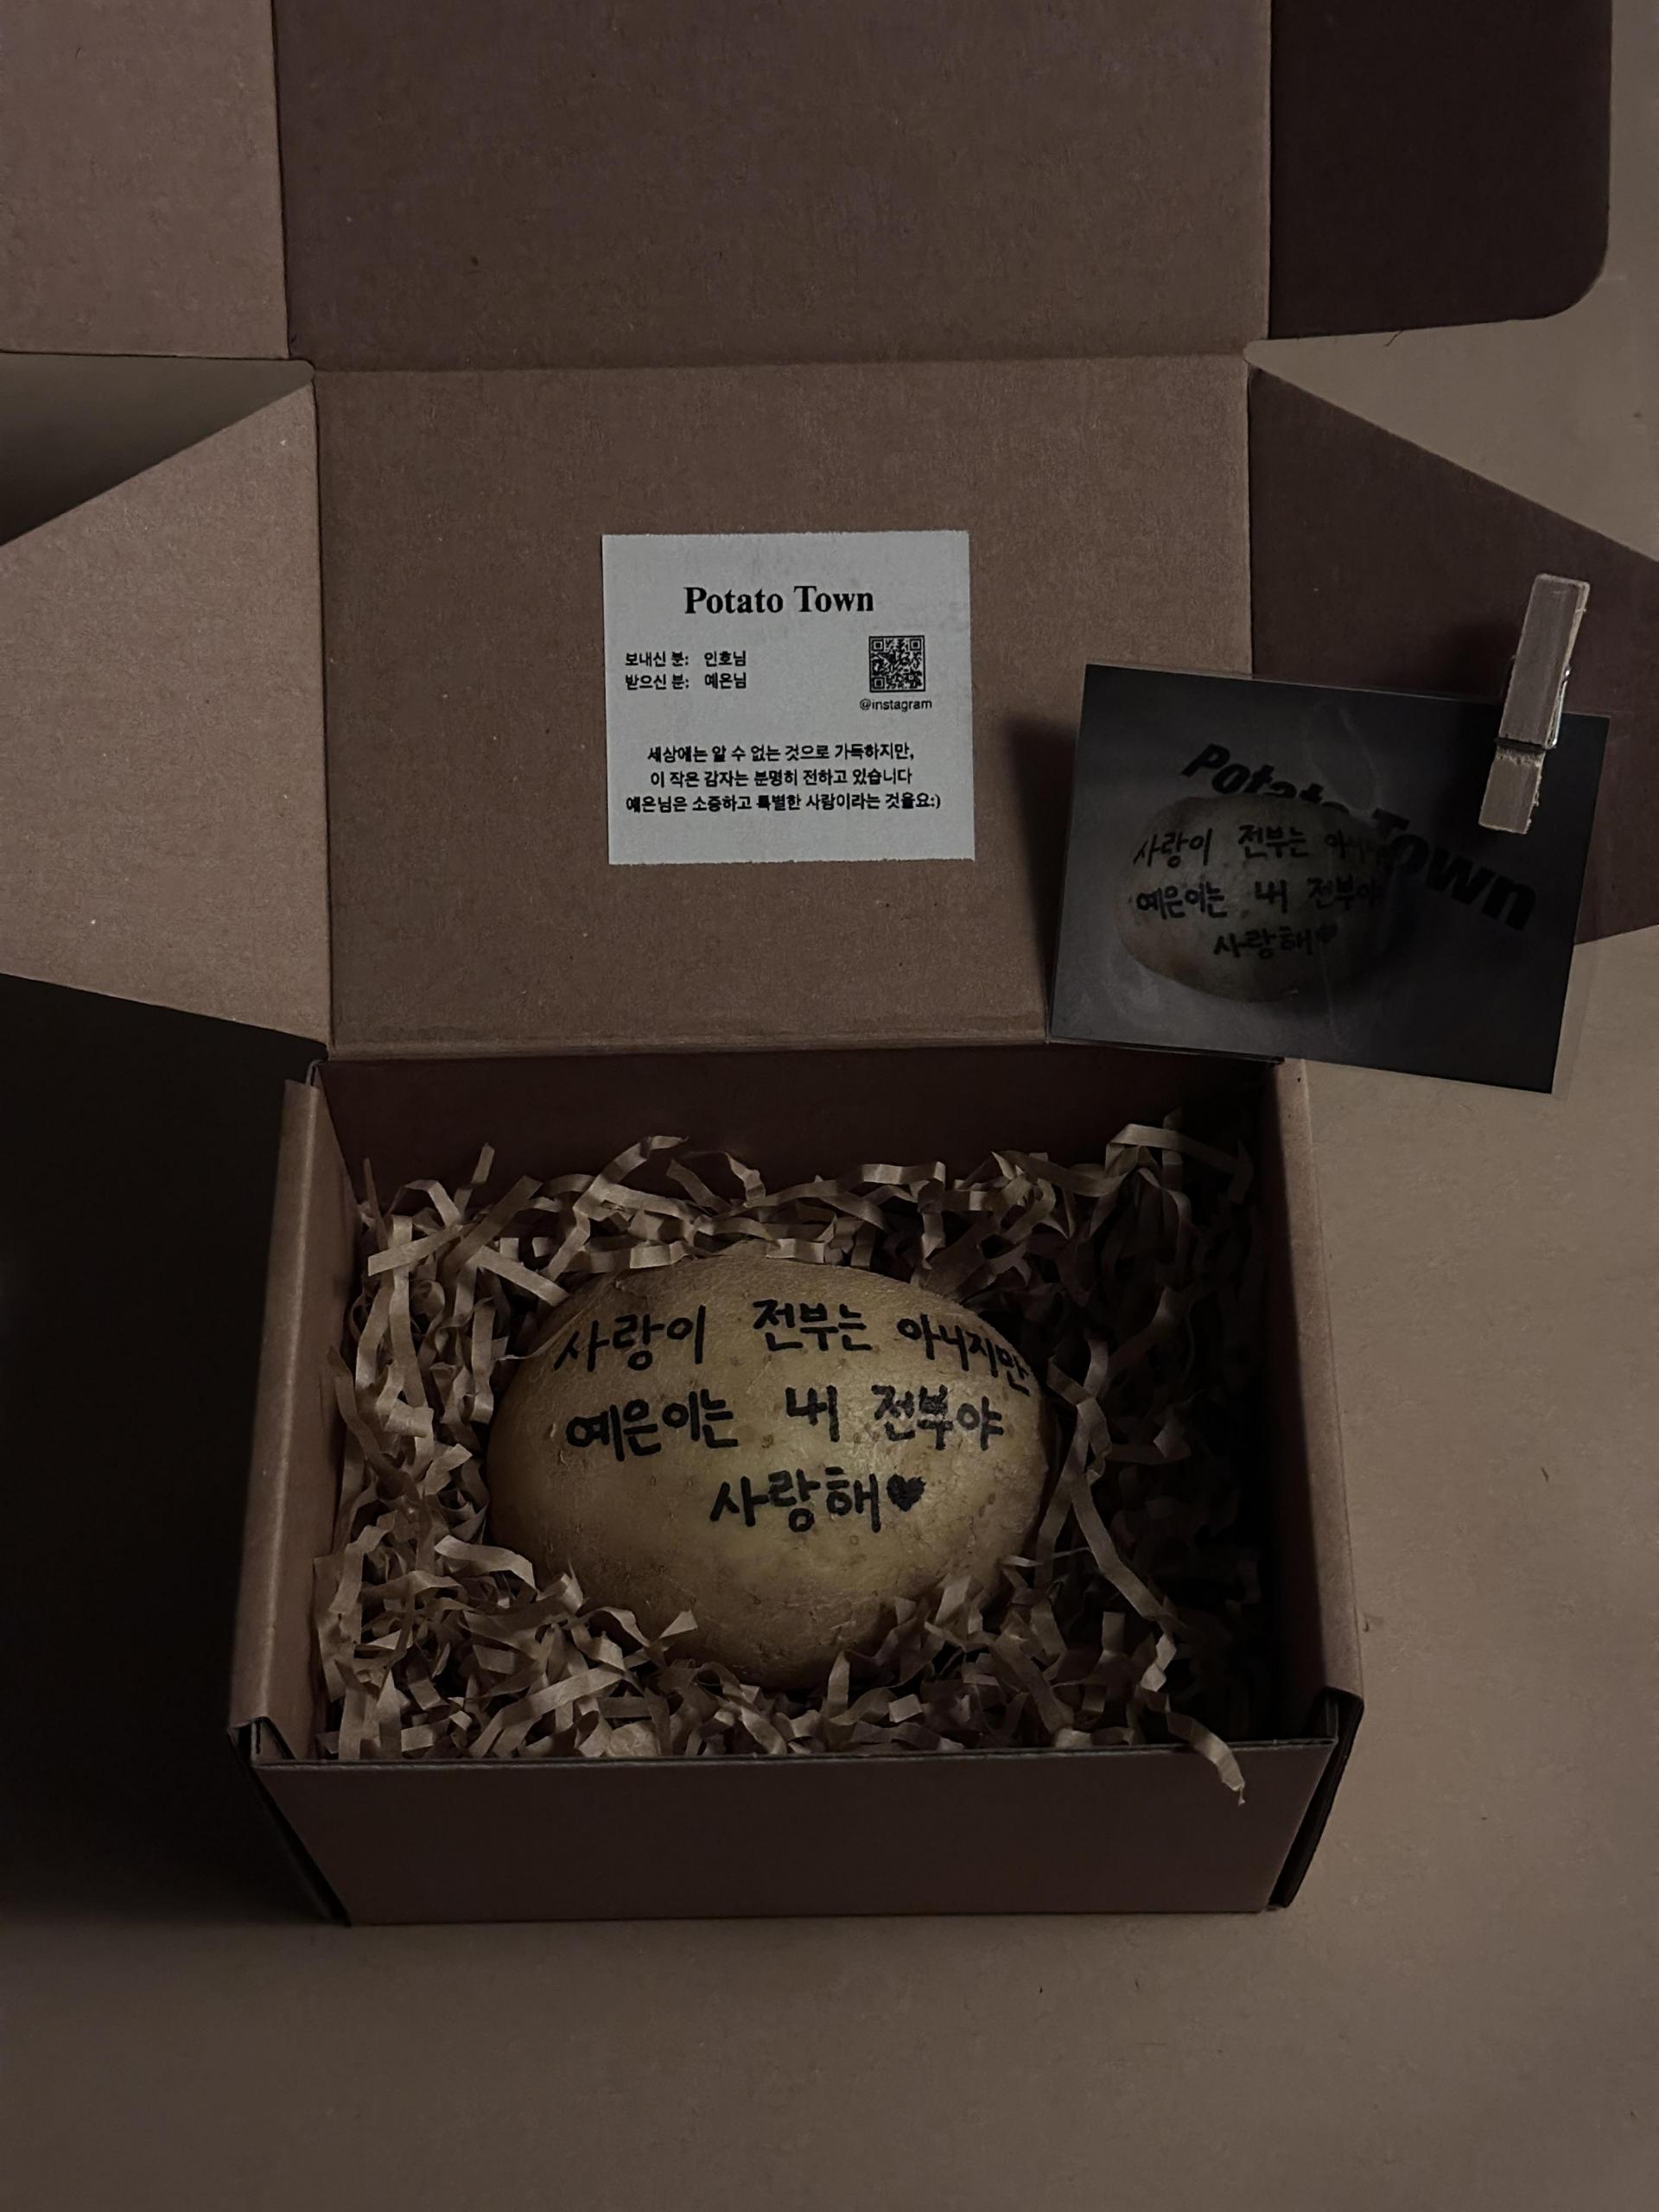 Potato Town
보내신 분: 인호님
받으신 분: 예은님
@instagram
세상에는 알 수 없는 것으로 가득하지만,
이 작은 감자는 분명히 전하고 있습니다
예은님은 소중하고 특별한 사람이라는 것을요:)
Potato Town
사랑이 전부는
예은이는 내 전부야
사랑해♥
사랑이 전부는 아니지만
예은이는 내 전부야
사랑해♥